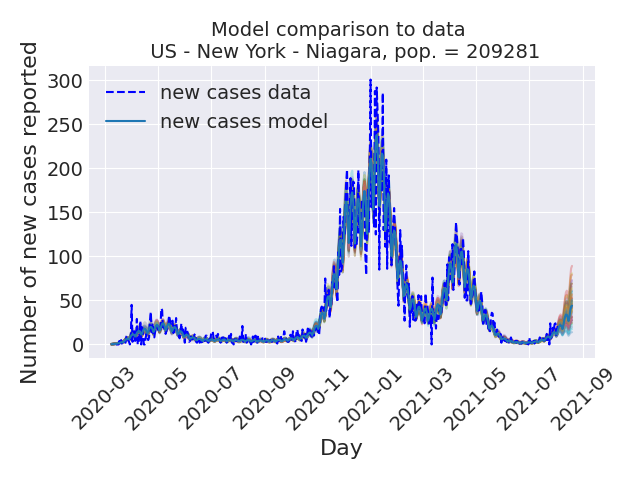 Model comparison to data
US - New York - Niagara, pop. = 209281
Number of new cases reported
300
250
200
150
100
50
0
new cases data
new cases model
2020-03
2020-05
2020-07
2020-09
2020-11
2021-01
2021-03
2021-05
2021-07
2021-09
Day